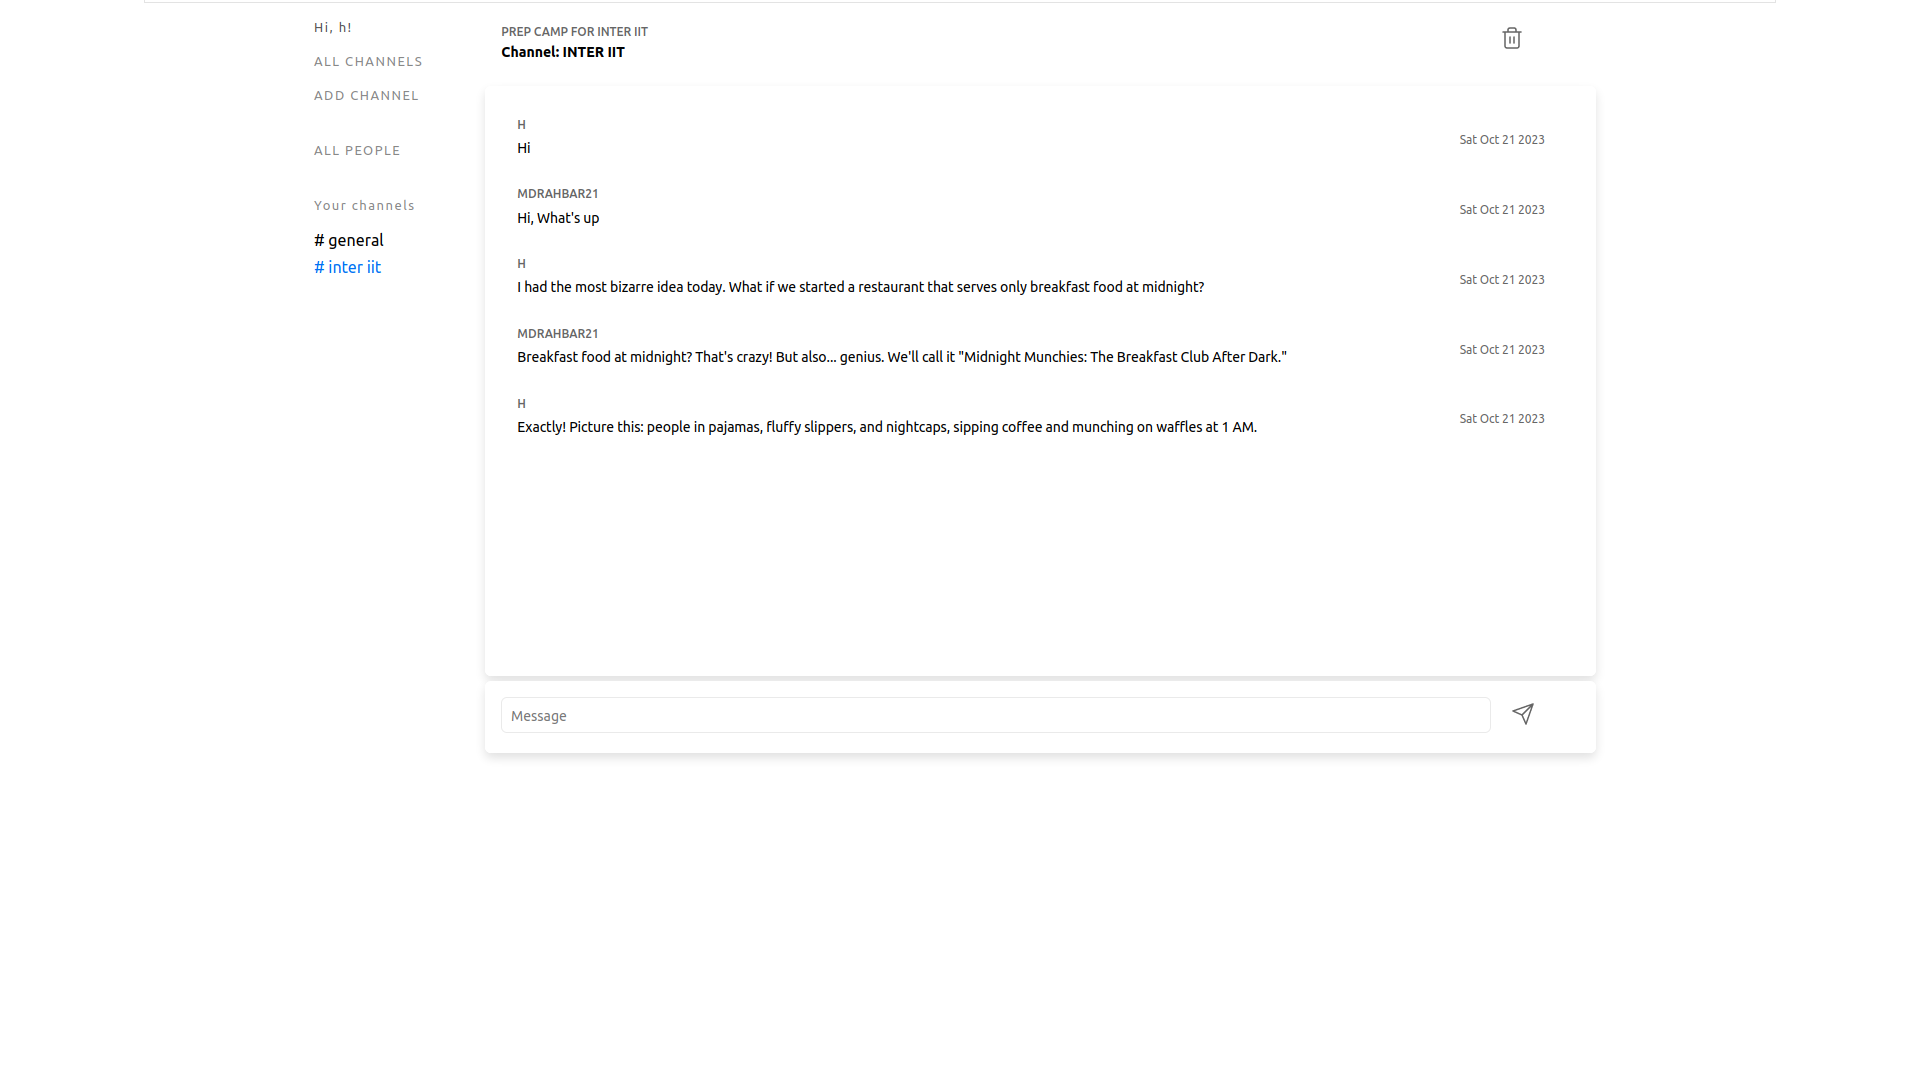 Hi, h!
ALL CHANNELS
ADD CHANNEL
ALL PEOPLE
Your channels
# general
# inter iit
PREP CAMP FOR INTER IIT
Channel: INTER IIT
H
Hi
Sat Oct 21 2023
MDRAHBAR21
Hi, What's up
Sat Oct 21 2023
H
I had the most bizarre idea today. What if we started a restaurant that serves only breakfast food at midnight?
Sat Oct 21 2023
MDRAHBAR21
Breakfast food at midnight? That's crazy! But also... genius. We'll call it "Midnight Munchies: The Breakfast Club After Dark."
Sat Oct 21 2023
H
Exactly! Picture this: people in pajamas, fluffy slippers, and nightcaps, sipping coffee and munching on waffles at 1 AM.
Sat Oct 21 2023
Message